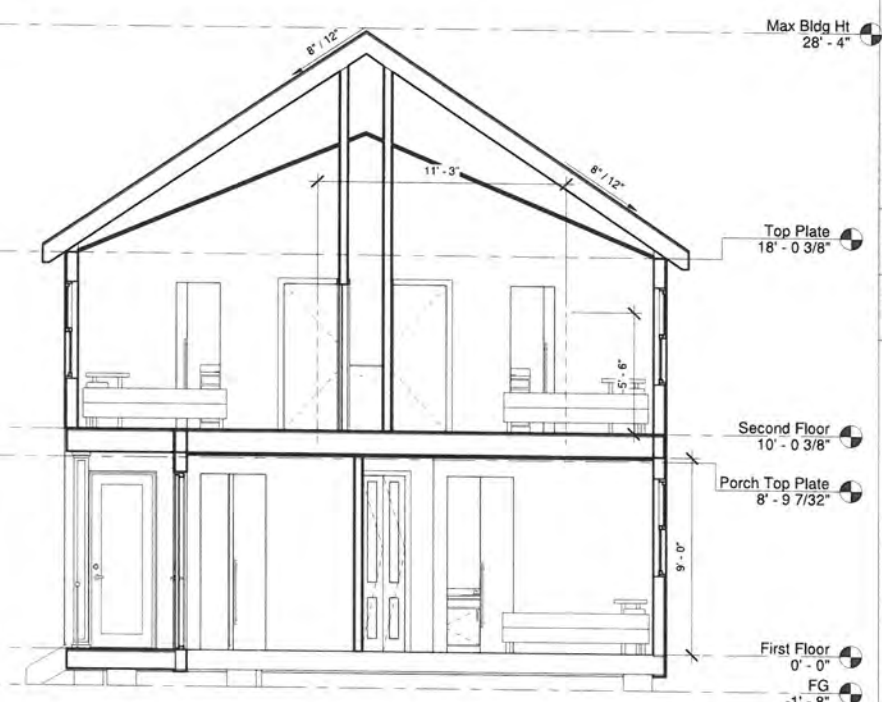 Max Bldg Ht
28' - 4"
8" / 12"
11' - 3"
8" / 12"
Top Plate
18' - 0 3/8"
5' - 6"
Second Floor
10' - 0 3/8"
Porch Top Plate
8' - 9 7/32"
9' - 0"
First Floor
0' - 0"
FG
-1' - 8"